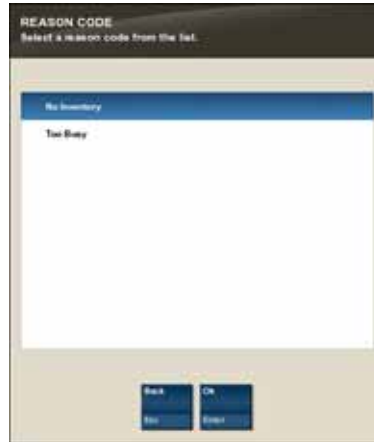 REASON CODE
Select a reason code from the list.
No Inventory
Too Busy
Back
Ok
Esc
Enter